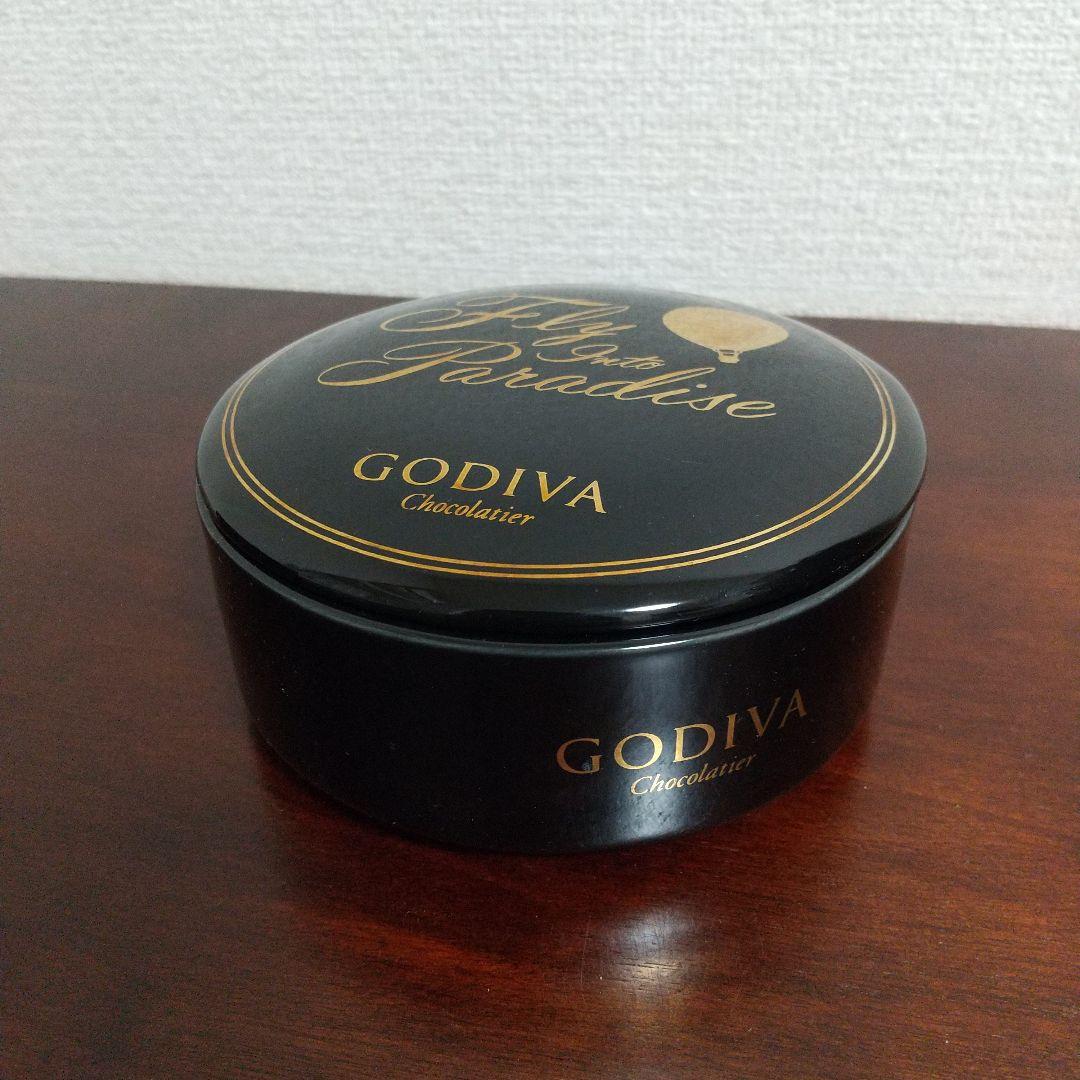 Fly
Into
Paradise
GODIVA
Chocolatier
GODIVA
Chocolatier